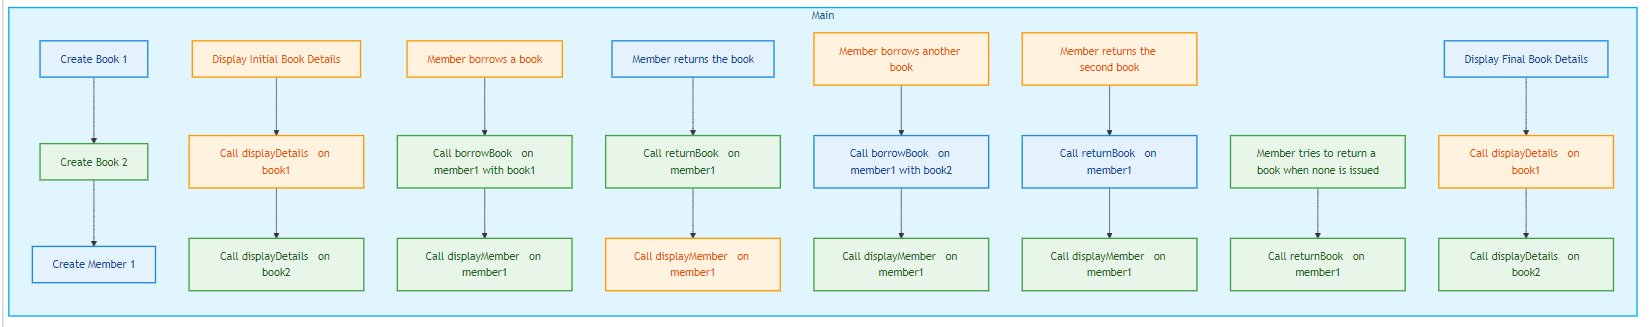 Main
Create Book 1
Create Book 2
Create Member 1
Display Initial Book Details
Call displayDetails on
book1
Call displayDetails on
book2
Member borrows a book
Call borrowBook on
member1 with book1
Call displayMember on
member1
Member returns the book
Call returnBook on
member1
Call displayMember on
member1
Member borrows another
book
Call borrowBook on
member1 with book2
Call displayMember on
member1
Member returns the
second book
Call returnBook on
member1
Call displayMember on
member1
Member tries to return a
book when none is issued
Call returnBook on
member1
Display Final Book Details
Call displayDetails on
book1
Call displayDetails on
book2